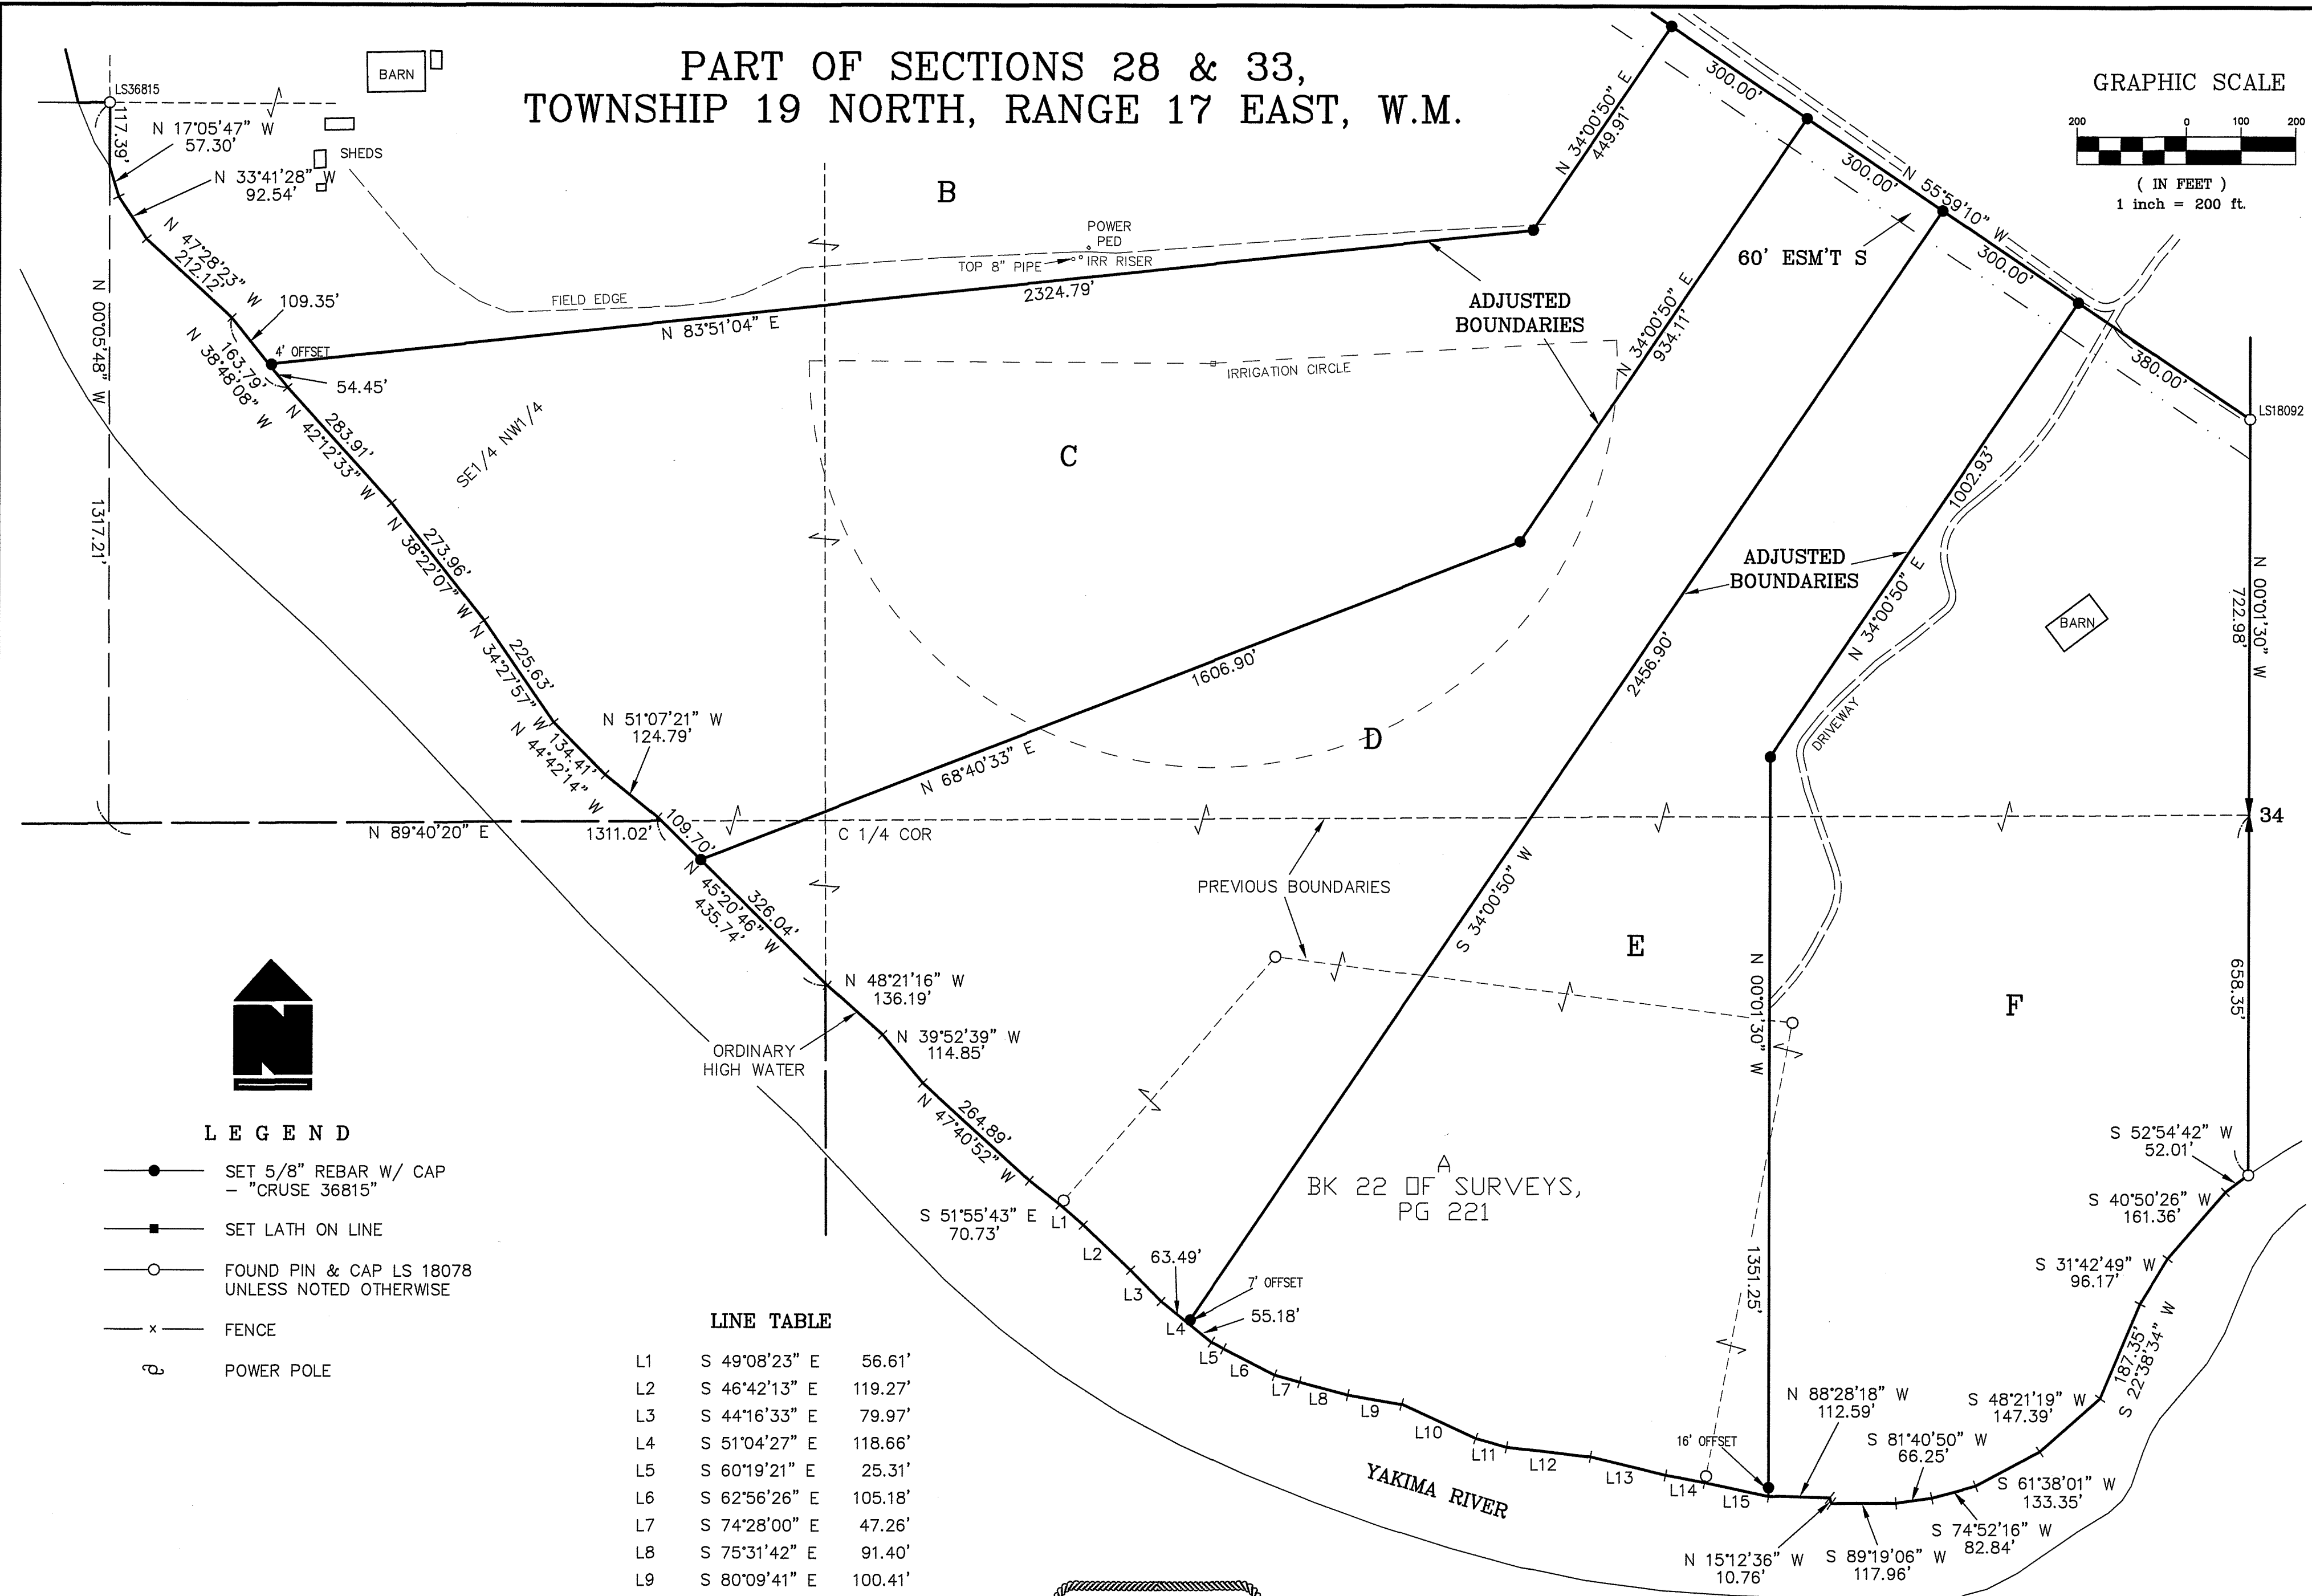 PART OF SECTIONS 28 & 33,
TOWNSHIP 19 NORTH, RANGE 17 EAST, W.M.
GRAPHIC SCALE
200 0 100 200
( IN FEET )
1 inch = 200 ft.
LS36815
117.39'
BARN
N 17°05'47" W
57.30'
N 33°41'28" W
92.54'
SHEDS
N 47°28'23" W
212.12'
109.35'
163.79'
N 38°48'08" W
4' OFFSET
54.45'
N 00°05'48" W
1317.21'
283.91'
N 42°12'33" W
273.96'
N 38°22'07" W
225.63'
N 34°27'57" W
134.41'
N 44°42'14" W
N 51°07'21" W
124.79'
109.70'
N 89°40'20" E
1311.02'
326.04'
N 45°20'46" W
435.74'
B
FIELD EDGE
TOP 8" PIPE
POWER
PED
IRR RISER
N 83°51'04" E
2324.79'
N 34°00'50" E
449.91'
300.00'
300.00'
N 55°59'10" W
300.00'
380.00'
60' ESM'T S
LS18092
ADJUSTED
BOUNDARIES
N 34°00'50" E
934.11'
IRRIGATION CIRCLE
SE1/4 NW1/4
C
1002.93'
N 34°00'50" E
ADJUSTED
BOUNDARIES
2456.90'
S 34°00'50" W
N 00°01'30" W
722.98'
BARN
DRIVEWAY
1606.90'
N 68°40'33" E
D
C 1/4 COR
34
PREVIOUS BOUNDARIES
E
F
N 00°01'30" W
1351.25'
658.35'
N 48°21'16" W
136.19'
N 39°52'39" W
114.85'
ORDINARY
HIGH WATER
264.89'
N 47°40'52" W
S 51°55'43" E
70.73'
A
BK 22 OF SURVEYS,
PG 221
L1
L2
L3
L4
L5
L6
L7
L8
L9
L10
L11
L12
L13
L14
L15
63.49'
7' OFFSET
55.18'
16' OFFSET
YAKIMA RIVER
S 52°54'42" W
52.01'
S 40°50'26" W
161.36'
S 31°42'49" W
96.17'
187.35'
S 22°38'34" W
S 48°21'19" W
147.39'
N 88°28'18" W
112.59'
S 81°40'50" W
66.25'
S 61°38'01" W
133.35'
S 74°52'16" W
82.84'
S 89°19'06" W
117.96'
N 15°12'36" W
10.76'
LEGEND
SET 5/8" REBAR W/ CAP
- "CRUSE 36815"
SET LATH ON LINE
FOUND PIN & CAP LS 18078
UNLESS NOTED OTHERWISE
x FENCE
POWER POLE
LINE TABLE
L1 S 49°08'23" E 56.61'
L2 S 46°42'13" E 119.27'
L3 S 44°16'33" E 79.97'
L4 S 51°04'27" E 118.66'
L5 S 60°19'21" E 25.31'
L6 S 62°56'26" E 105.18'
L7 S 74°28'00" E 47.26'
L8 S 75°31'42" E 91.40'
L9 S 80°09'41" E 100.41'
N